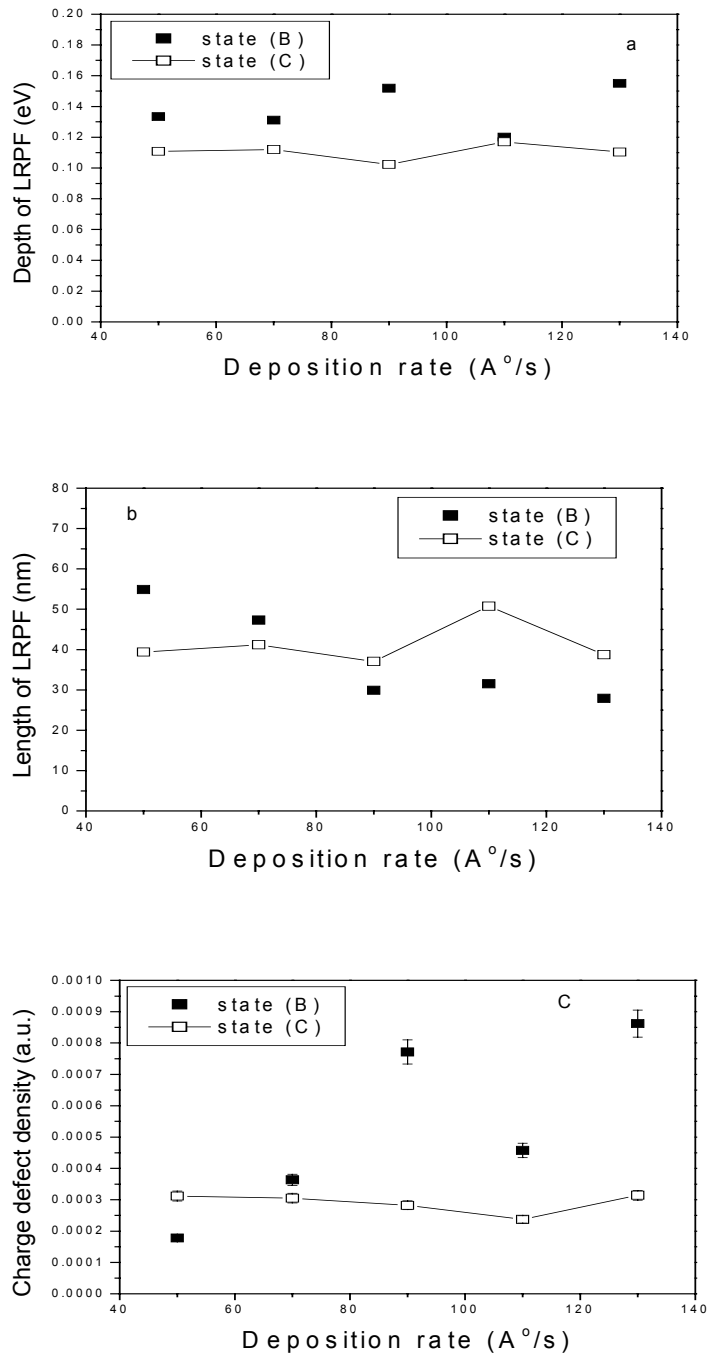 0.20
0.18
0.16
0.14
0.12
0.10
0.08
0.06
0.04
0.02
0.00
Depth of LRPF (eV)
state (B)
state (C)
a
40 60 80 100 120 140
Deposition rate (A°/s)
80
70
60
50
40
30
20
10
0
Length of LRPF (nm)
b
state (B)
state (C)
40 60 80 100 120 140
Deposition rate (A°/s)
0.0010
0.0009
0.0008
0.0007
0.0006
0.0005
0.0004
0.0003
0.0002
0.0001
0.0000
Charge defect density (a.u.)
state (B)
state (C)
C
40 60 80 100 120 140
Deposition rate (A°/s)